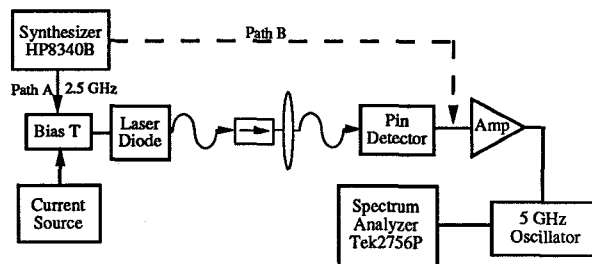 Synthesizer
HP8340B
Path B
Path A
2.5 GHz
Bias T
Laser
Diode
Pin
Detector
Amp
Current
Source
Spectrum
Analyzer
Tek2756P
5 GHz
Oscillator